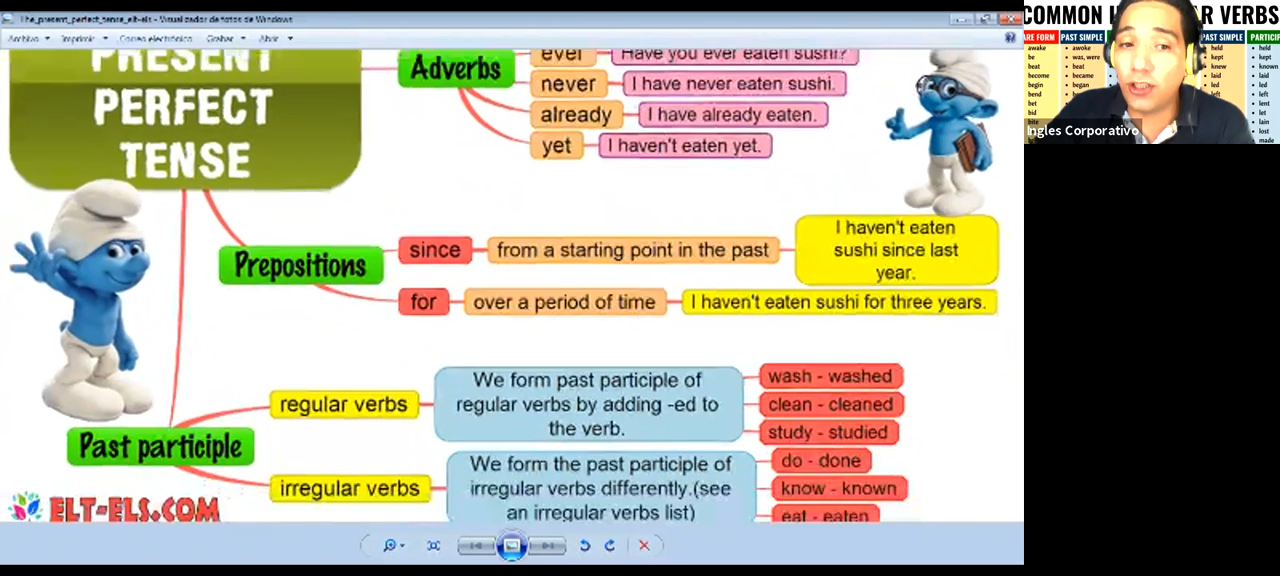 The_present_perfect_tense_elt-els - Visualizador de fotos de Windows
Archivo Imprimir Correo electrónico Grabar Abrir
PRESENT
PERFECT
TENSE
Adverbs
ever Have you ever eaten sushi?
never I have never eaten sushi.
already I have already eaten.
yet I haven't eaten yet.
Prepositions
since from a starting point in the past
I haven't eaten
sushi since last
year.
for over a period of time I haven't eaten sushi for three years.
Past participle
regular verbs
We form past participle of
regular verbs by adding -ed to
the verb.
wash - washed
clean - cleaned
study - studied
irregular verbs
We form the past participle of
irregular verbs differently.(see
an irregular verbs list)
do - done
know - known
eat - eaten
ELT-ELS.COM
COMMON VERBS
PAST SIMPLE
awake
be
beat
become
begin
bend
bet
bid
bite
awoke
was, were
beat
became
began
Ingles Corporativo
PAST SIMPLE
held
kept
knew
laid
led
left
lent
let
lay
lost
made
held
kept
known
laid
led
left
lent
let
lain
lost
made